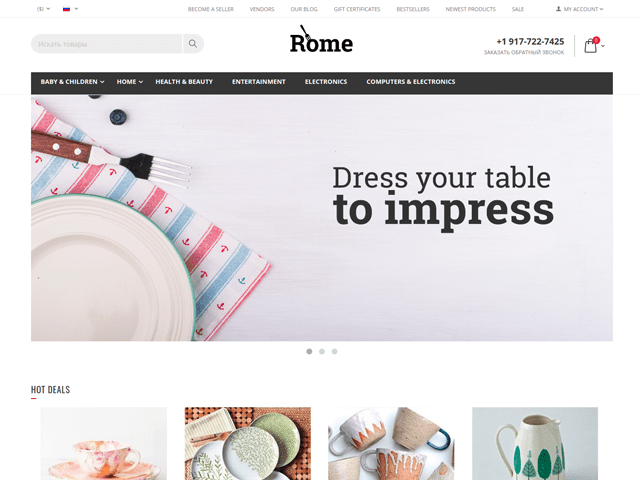 ($)
BECOME A SELLER VENDORS OUR BLOG GIFT CERTIFICATES BESTSELLERS NEWEST PRODUCTS SALE MY ACCOUNT
Искать товары
Rome
+1 917-722-7425
ЗАКАЗАТЬ ОБРАТНЫЙ ЗВОНОК
BABY & CHILDREN HOME HEALTH & BEAUTY ENTERTAINMENT ELECTRONICS COMPUTERS & ELECTRONICS
Dress your table
to impress
HOT DEALS